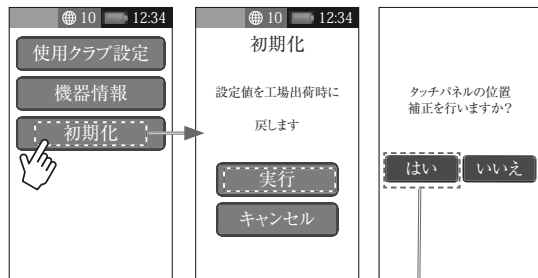 10 12:34
使用クラブ設定
機器情報
初期化
10 12:34
初期化
設定値を工場出荷時に
戻します
実行
キャンセル
タッチパネルの位置
補正を行いますか？
はい
いいえ